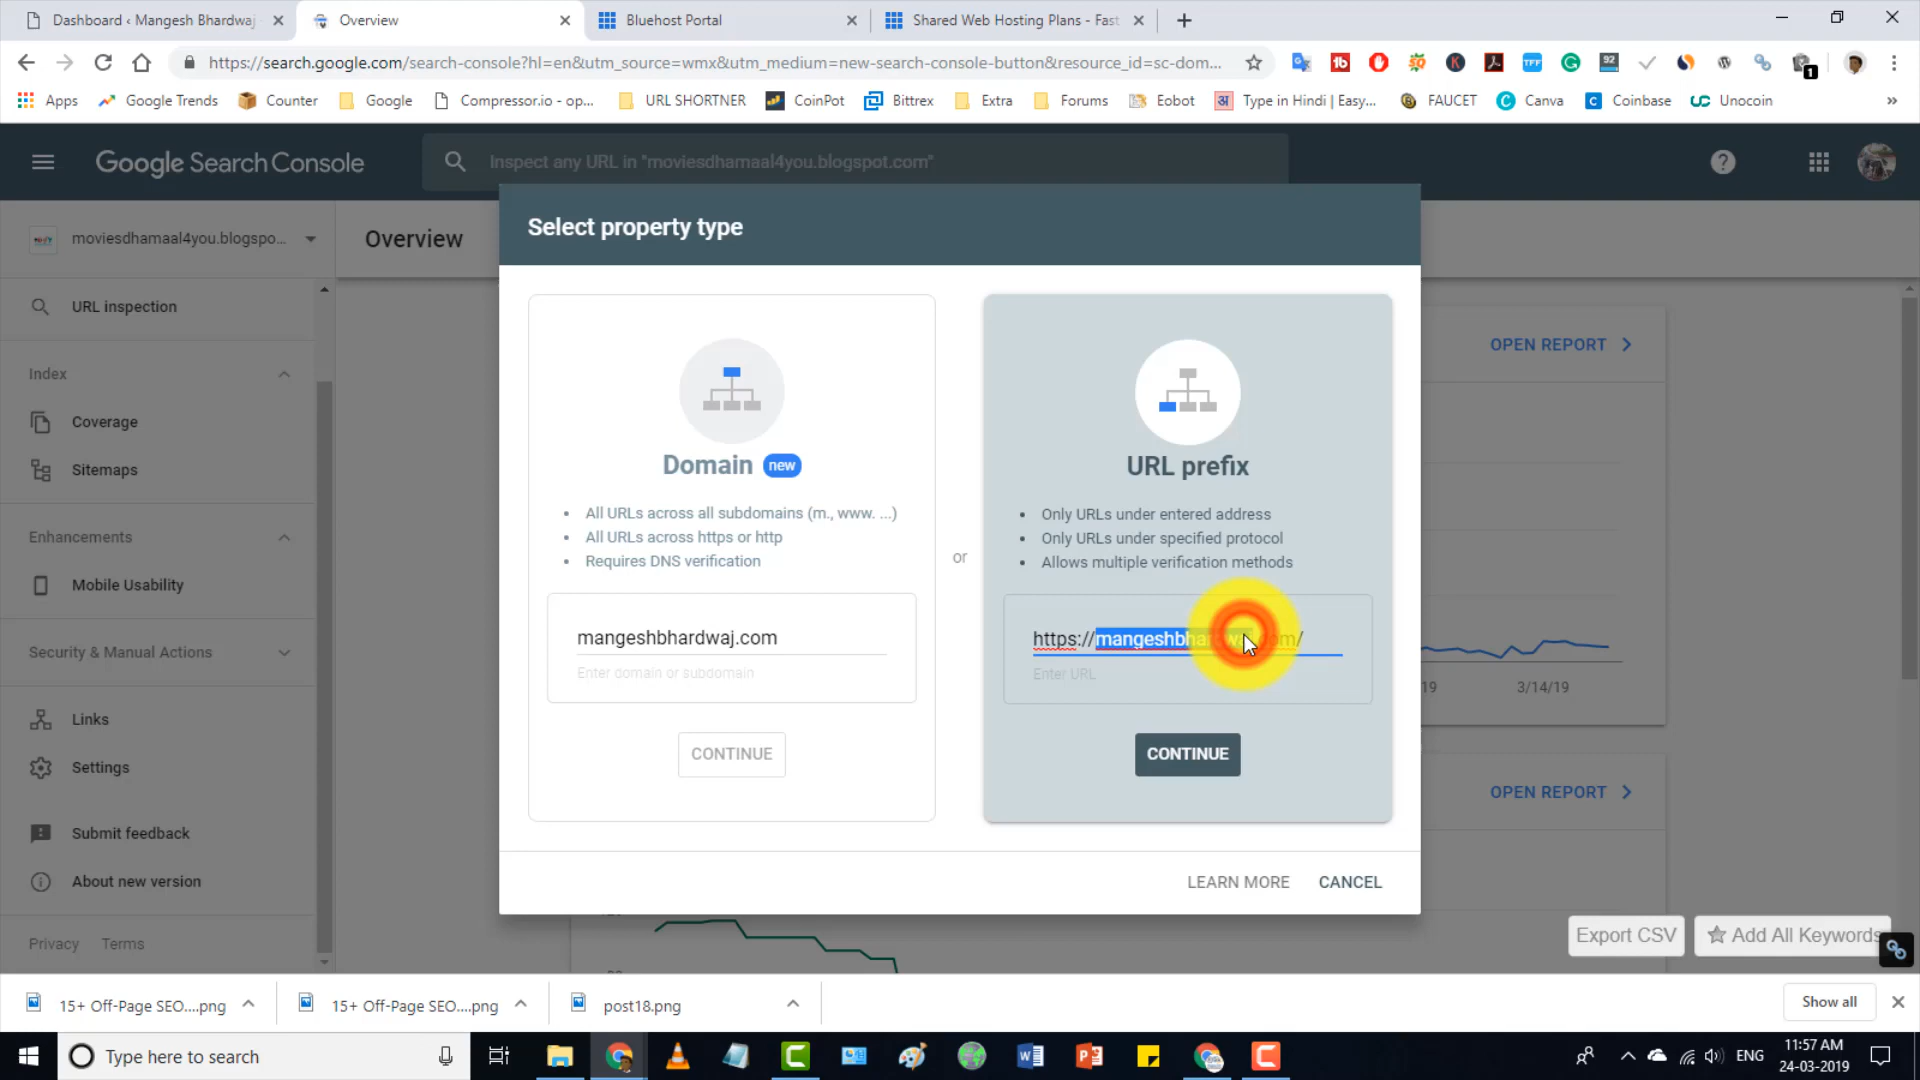 Dashboard ‹ Mangesh Bhardwaj
Overview
Bluehost Portal
Shared Web Hosting Plans - Fast
https://search.google.com/search-console?hl=en&utm_source=wmx&utm_medium=new-search-console-button&resource_id=sc-dom...
Apps
Google Trends
Counter
Google
Compressor.io - op...
URL SHORTNER
CoinPot
Bittrex
Extra
Forums
Eobot
Type in Hindi | Easy...
FAUCET
Canva
Coinbase
Unocoin
Google Search Console
Inspect any URL in "moviesdhamaal4you.blogspot.com"
moviesdhamaal4you.blogspo...
Overview
URL inspection
Index
Coverage
Sitemaps
Enhancements
Mobile Usability
Security & Manual Actions
Links
Settings
Submit feedback
About new version
Privacy Terms
Select property type
Domain new
All URLs across all subdomains (m., www. ...)
All URLs across https or http
Requires DNS verification
mangeshbhardwaj.com
Enter domain or subdomain
CONTINUE
or
URL prefix
Only URLs under entered address
Only URLs under specified protocol
Allows multiple verification methods
https://mangeshbhardwaj.com/
Enter URL
CONTINUE
LEARN MORE
CANCEL
OPEN REPORT
19
3/14/19
OPEN REPORT
Export CSV
Add All Keywords
15+ Off-Page SEO....png
15+ Off-Page SEO....png
post18.png
Show all
Type here to search
ENG
11:57 AM
24-03-2019